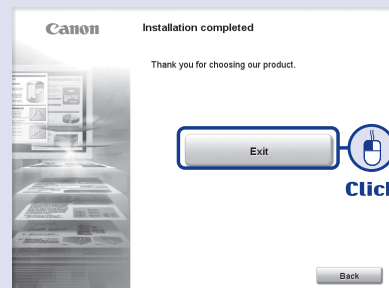 Canon
Installation completed
Thank you for choosing our product.
Exit
Click
Back